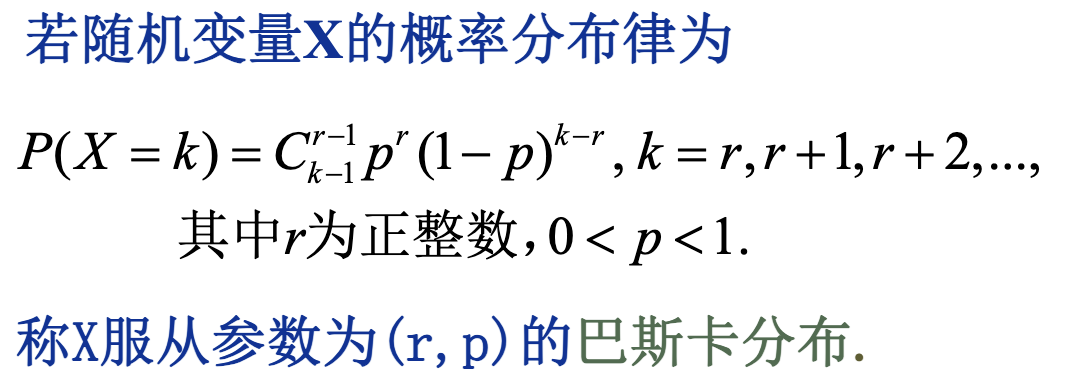 若随机变量X的概率分布律为
P(X = k) = C_{k-1}^{r-1} p^r (1 - p)^{k-r}, k = r, r + 1, r + 2, ...,
其中r为正整数, 0 < p < 1.
称X服从参数为(r, p)的巴斯卡分布.